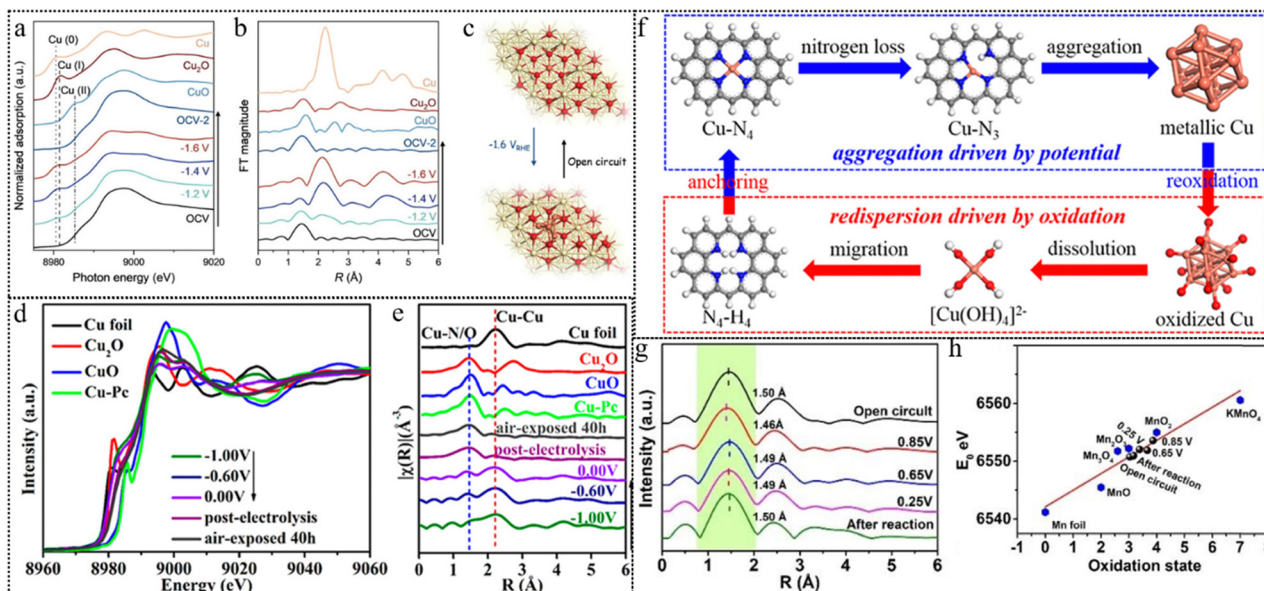 a
Cu (0)
Cu (I)
Cu (II)
Cu
Cu₂O
CuO
OCV-2
-1.6 V
-1.4 V
-1.2 V
OCV
Normalized adsorption (a.u.)
8980 9000 9020
Photon energy (eV)
b
Cu
Cu₂O
CuO
OCV-2
-1.6 V
-1.4 V
-1.2 V
OCV
FT magnitude
0 1 2 3 4 5 6
R (Å)
c
-1.6 V_RHE
Open circuit
f
nitrogen loss
aggregation
Cu-N₄
Cu-N₃
metallic Cu
aggregation driven by potential
anchoring
reoxidation
redispersion driven by oxidation
migration
dissolution
N₄-H₄
[Cu(OH)₄]²⁻
oxidized Cu
d
Cu foil
Cu₂O
CuO
Cu-Pc
-1.00V
-0.60V
0.00V
post-electrolysis
air-exposed 40h
Intensity (a.u.)
8960 8980 9000 9020 9040 9060
Energy (eV)
e
Cu-Cu
Cu-N/O
Cu foil
Cu₂O
CuO
Cu-Pc
air-exposed 40h
post-electrolysis
0.00V
-0.60V
-1.00V
|χ(R)|(Å⁻³)
0 1 2 3 4 5 6
R (Å)
g
1.50 Å
Open circult
1.46Å
0.85V
1.49 Å
0.65V
1.49 Å
0.25V
1.50 Å
After reaction
Intensity (a.u.)
0 1 2 3 4 5 6
R (Å)
h
E₀ eV
6560
6550
6540
KMnO₄
MnO₂
0.85 V
0.65 V
0.25 V
Mn₂O₃
Mn₃O₄
After reaction
Open circuit
MnO
Mn foil
-1 0 1 2 3 4 5 6 7
Oxidation state